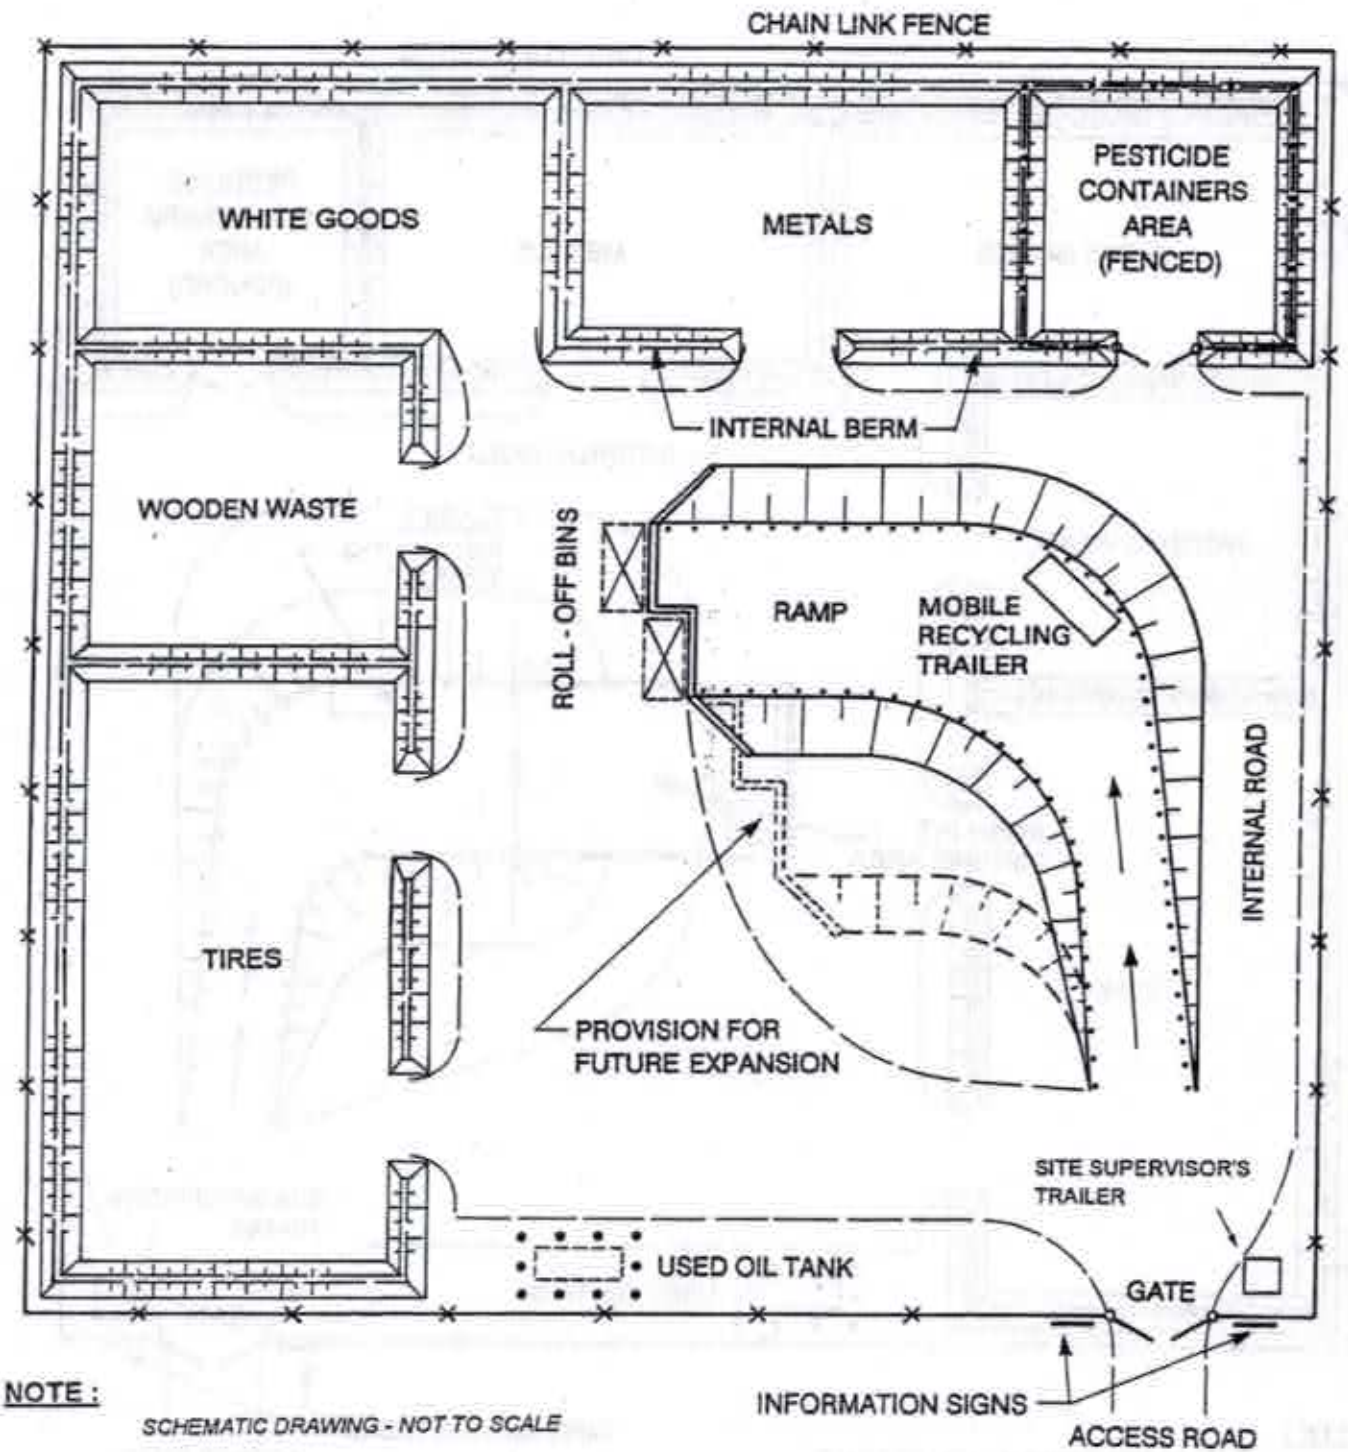 CHAIN LINK FENCE
WHITE GOODS
METALS
PESTICIDE
CONTAINERS
AREA
(FENCED)
INTERNAL BERM
WOODEN WASTE
ROLL - OFF BINS
RAMP
MOBILE
RECYCLING
TRAILER
INTERNAL ROAD
TIRES
PROVISION FOR
FUTURE EXPANSION
SITE SUPERVISOR'S
TRAILER
USED OIL TANK
GATE
NOTE :
SCHEMATIC DRAWING - NOT TO SCALE
INFORMATION SIGNS
ACCESS ROAD